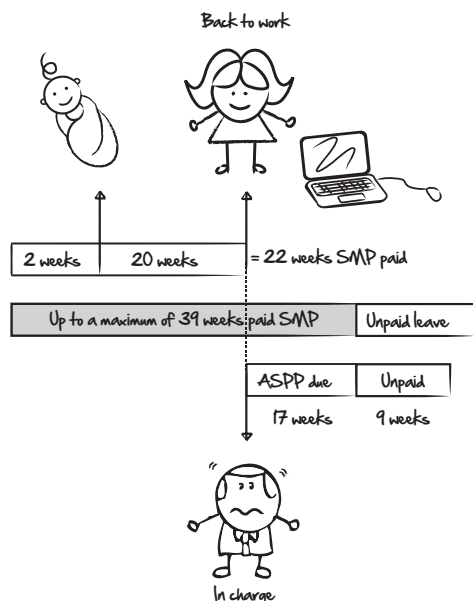 Back to work
2 weeks 20 weeks = 22 weeks SMP paid
Up to a maximum of 39 weeks paid SMP Unpaid leave
ASPP due Unpaid
17 weeks 9 weeks
In charge